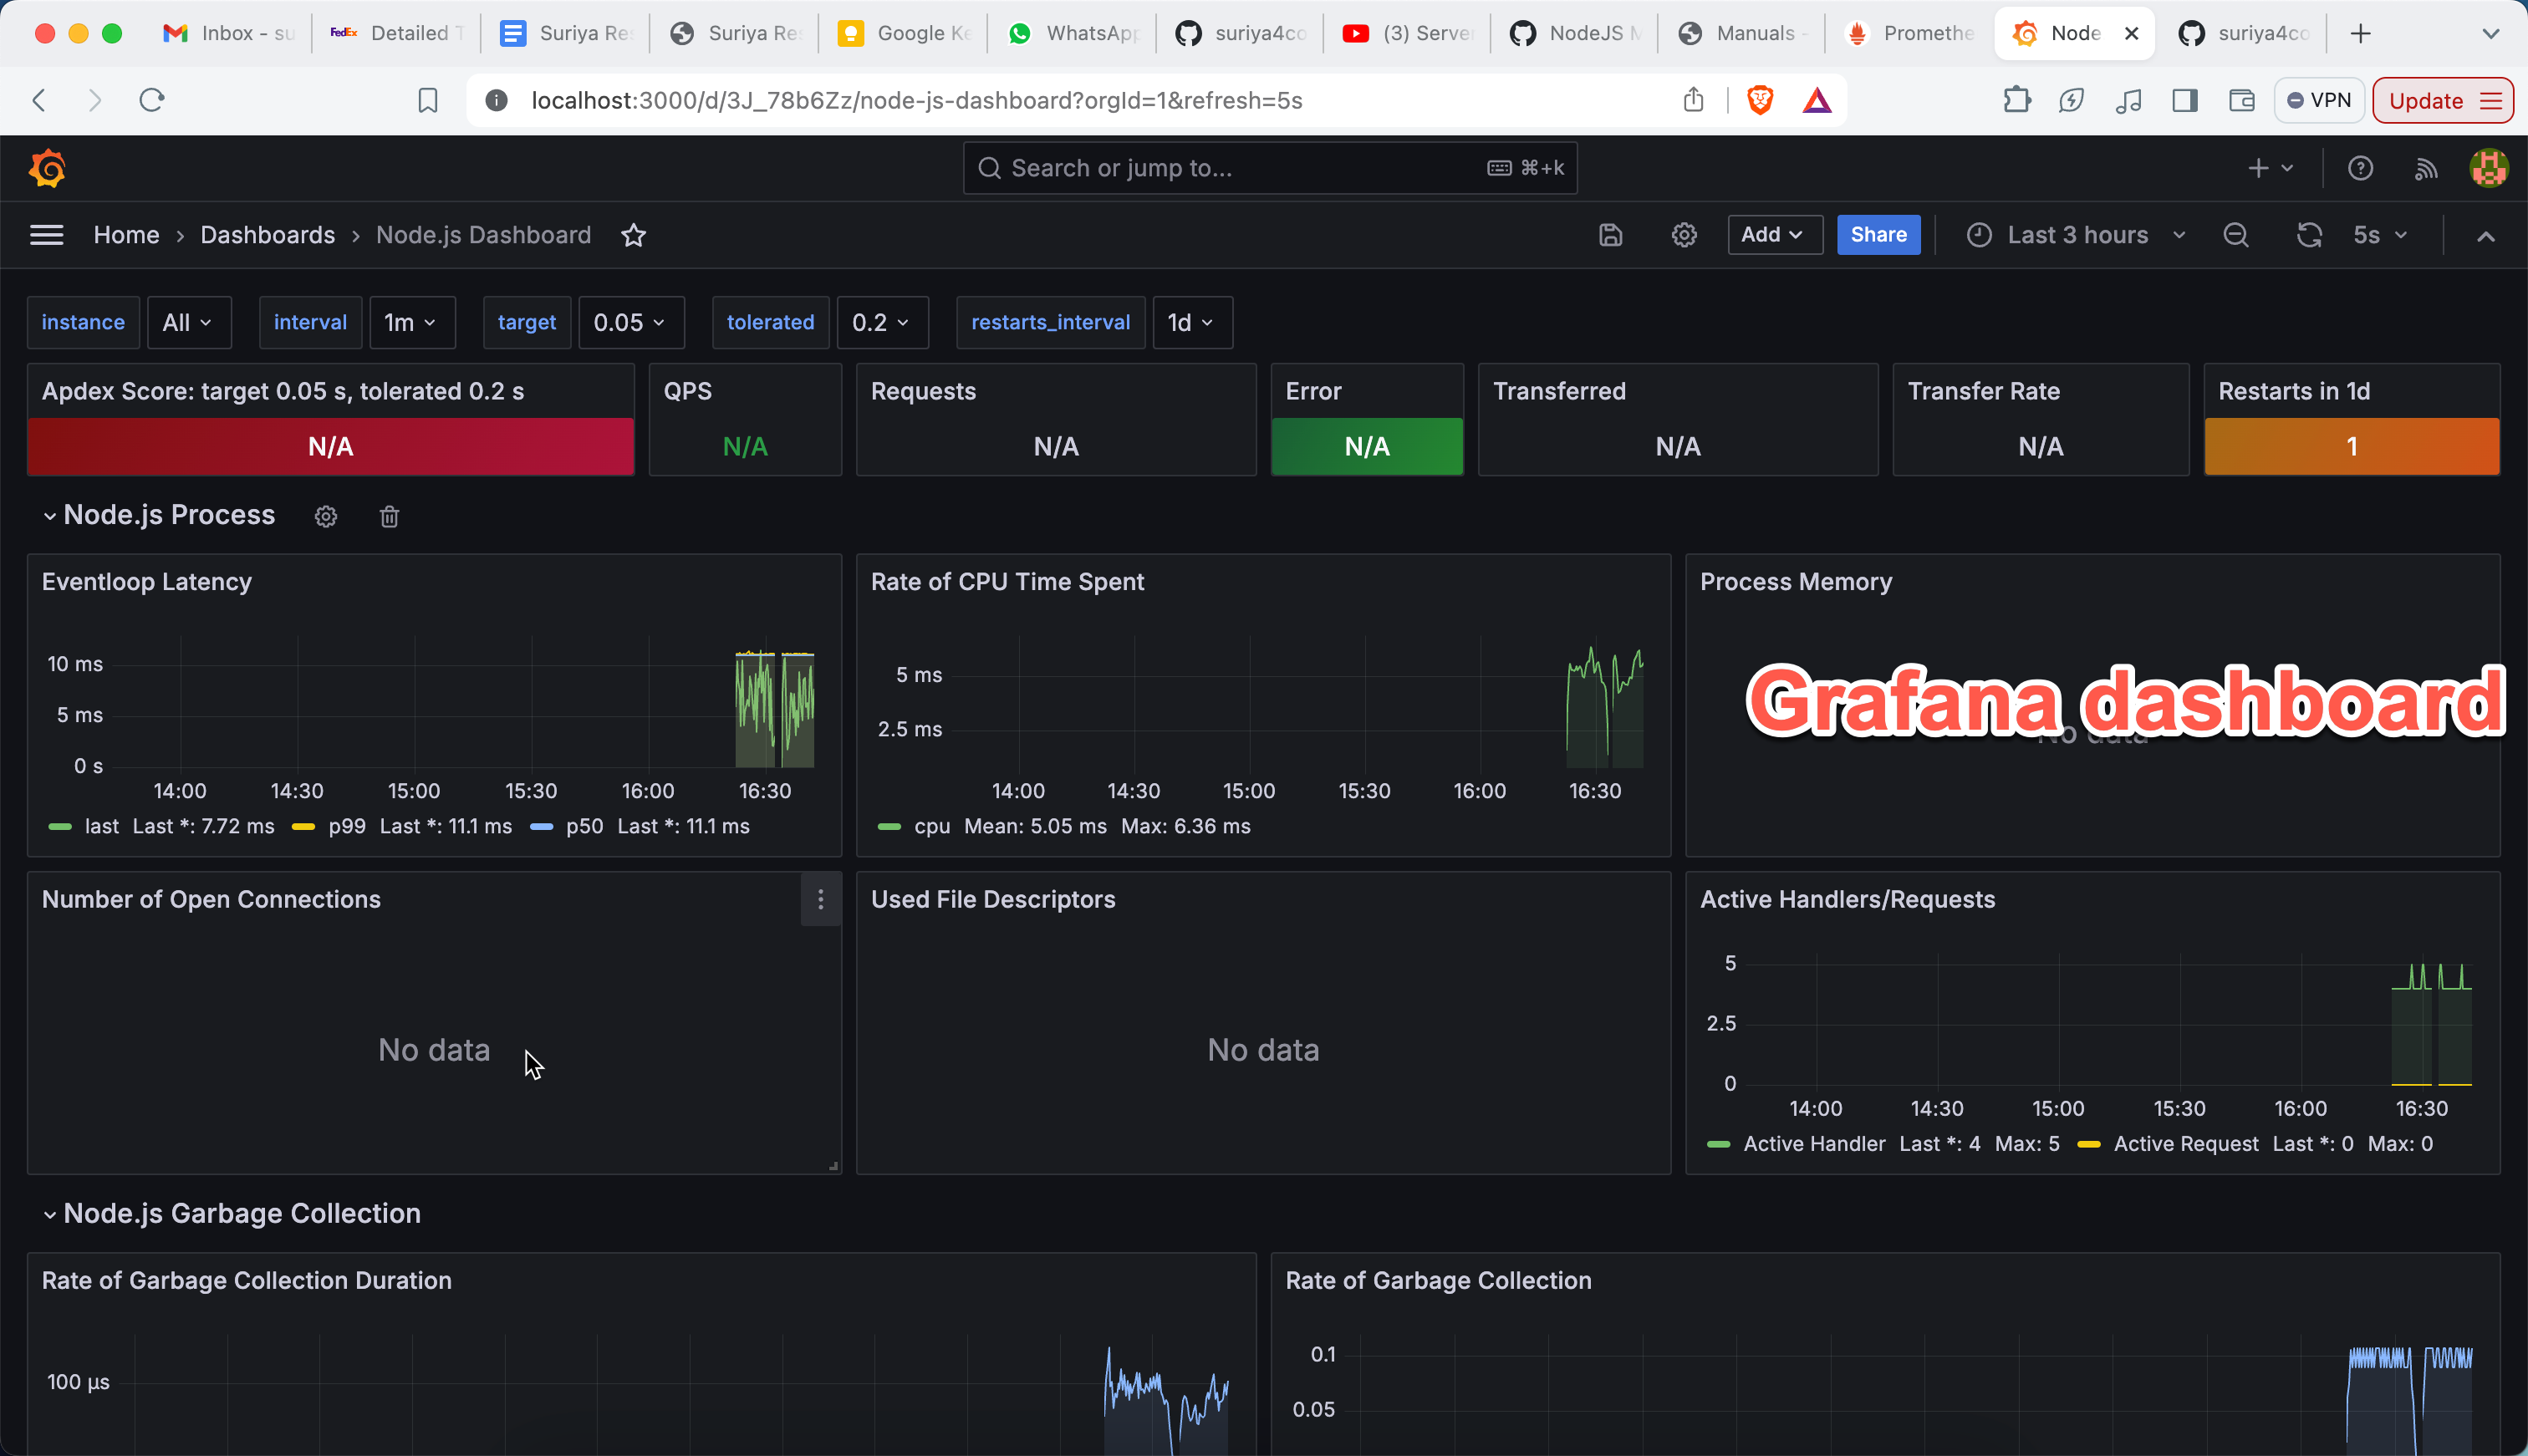 Inbox - su
FedEx Detailed T
Suriya Res
Suriya Res
Google Ke
WhatsApp
suriya4co
(3) Server
NodeJS M
Manuals -
Promethe
Node
suriya4co
localhost:3000/d/3J_78b6Zz/node-js-dashboard?orgId=1&refresh=5s
VPN
Update
Search or jump to...
⌘+k
Home › Dashboards › Node.js Dashboard
Add
Share
Last 3 hours
5s
instance All
interval 1m
target 0.05
tolerated 0.2
restarts_interval 1d
Apdex Score: target 0.05 s, tolerated 0.2 s
N/A
QPS
N/A
Requests
N/A
Error
N/A
Transferred
N/A
Transfer Rate
N/A
Restarts in 1d
1
Node.js Process
Eventloop Latency
10 ms
5 ms
0 s
14:00 14:30 15:00 15:30 16:00 16:30
last Last *: 7.72 ms p99 Last *: 11.1 ms p50 Last *: 11.1 ms
Rate of CPU Time Spent
5 ms
2.5 ms
14:00 14:30 15:00 15:30 16:00 16:30
cpu Mean: 5.05 ms Max: 6.36 ms
Process Memory
Grafana dashboard
No data
Number of Open Connections
No data
Used File Descriptors
No data
Active Handlers/Requests
5
2.5
0
14:00 14:30 15:00 15:30 16:00 16:30
Active Handler Last *: 4 Max: 5 Active Request Last *: 0 Max: 0
Node.js Garbage Collection
Rate of Garbage Collection Duration
100 µs
Rate of Garbage Collection
0.1
0.05